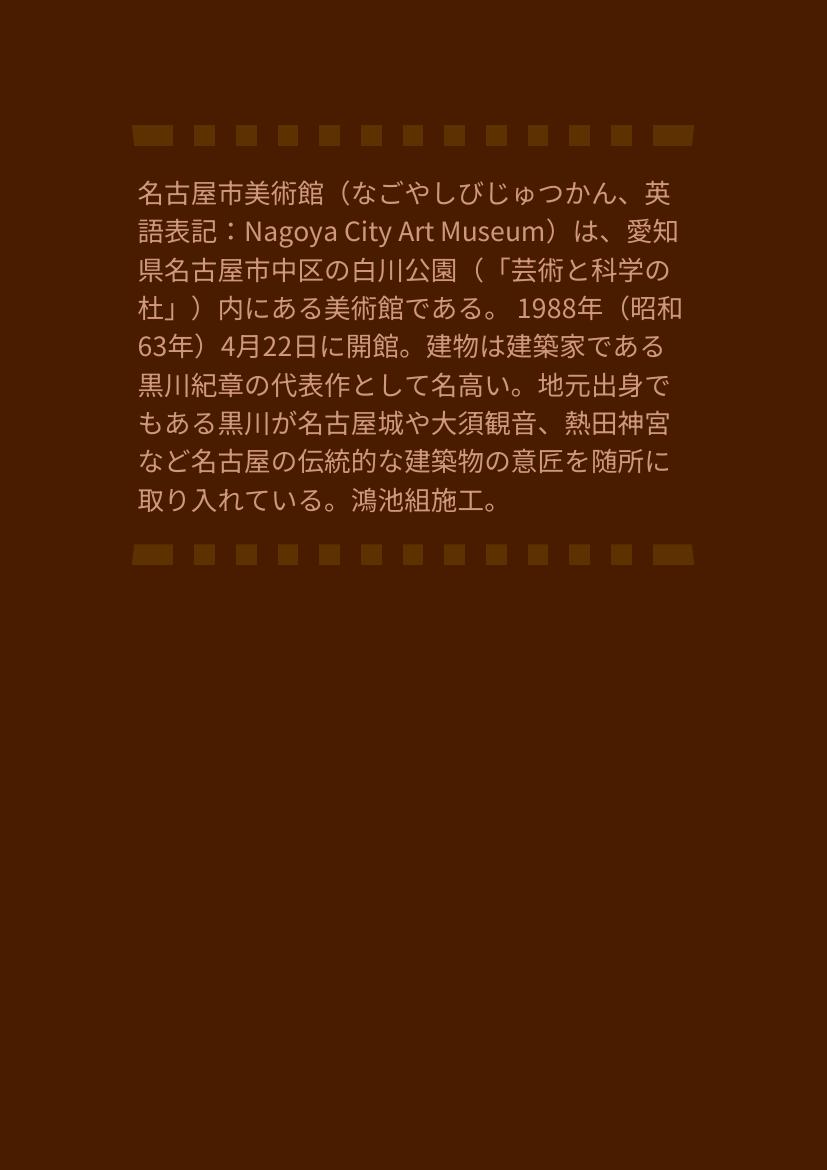 名古屋市美術館（なごやしびじゅつかん、英
語表記：Nagoya City Art Museum）は、愛知
県名古屋市中区の白川公園（「芸術と科学の
杜」）内にある美術館である。 1988年（昭和
63年）4月22日に開館。建物は建築家である
黒川紀章の代表作として名高い。地元出身で
もある黒川が名古屋城や大須観音、熱田神宮
など名古屋の伝統的な建築物の意匠を随所に
取り入れている。鴻池組施工。